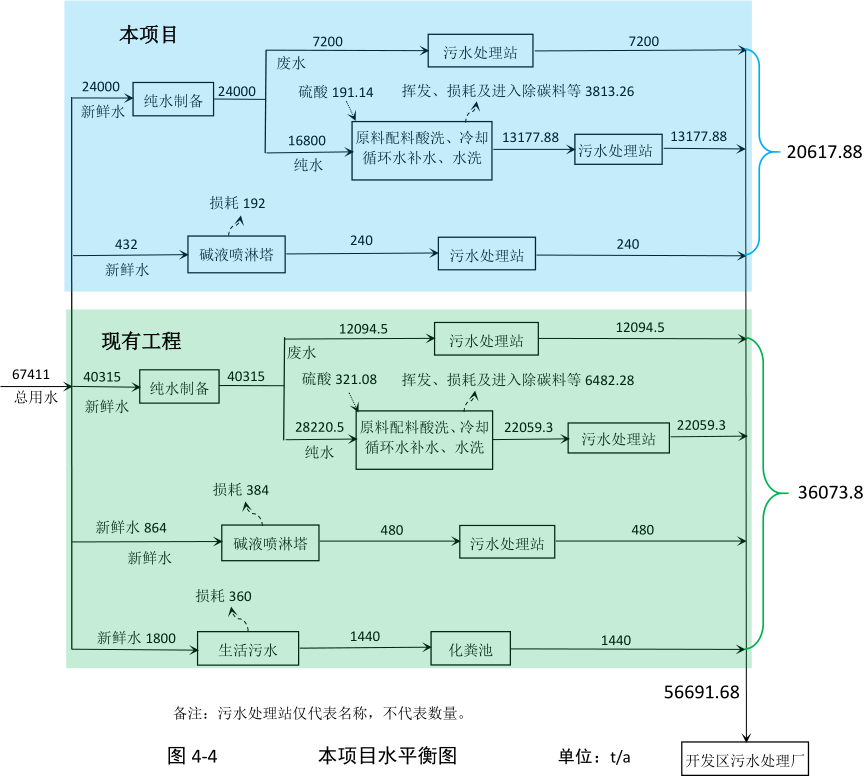 本项目
7200
污水处理站
7200
废水
24000
新鲜水
纯水制备
24000
硫酸 191.14
挥发、损耗及进入除碳料等 3813.26
16800
纯水
原料配料酸洗、冷却
循环水补水、水洗
13177.88
污水处理站
13177.88
20617.88
损耗 192
432
新鲜水
碱液喷淋塔
240
污水处理站
240
现有工程
12094.5
污水处理站
12094.5
废水
67411
总用水
40315
新鲜水
纯水制备
40315
硫酸 321.08
挥发、损耗及进入除碳料等 6482.28
28220.5
纯水
原料配料酸洗、冷却
循环水补水、水洗
22059.3
污水处理站
22059.3
36073.8
损耗 384
新鲜水 864
新鲜水
碱液喷淋塔
480
污水处理站
480
损耗 360
新鲜水 1800
生活污水
1440
化粪池
1440
56691.68
备注：污水处理站仅代表名称，不代表数量。
图 4-4 本项目水平衡图 单位：t/a
开发区污水处理厂